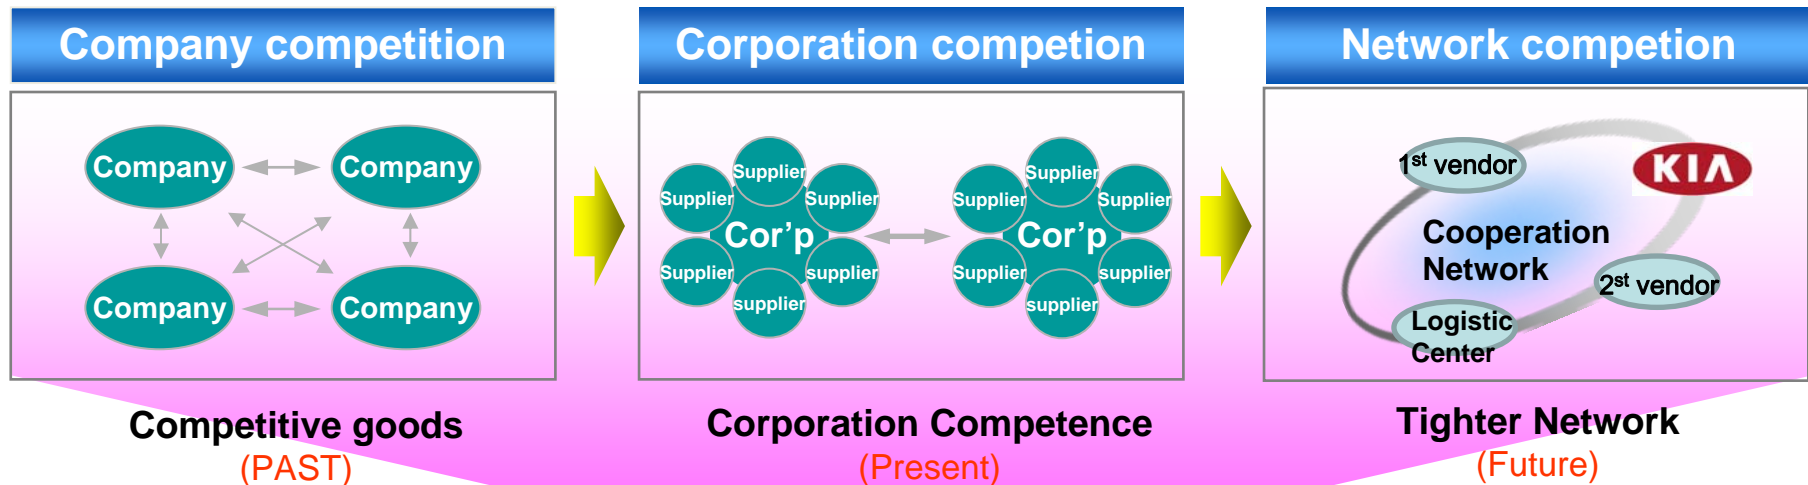 Company competition
Company
Company
Company
Company
Competitive goods
(PAST)
Corporation competion
Supplier
Supplier
Supplier
Cor’p
Supplier
supplier
supplier
Supplier
Supplier
Supplier
Cor’p
Supplier
supplier
supplier
Corporation Competence
(Present)
Network competion
1st vendor
KIA
Cooperation
Network
2st vendor
Logistic
Center
Tighter Network
(Future)